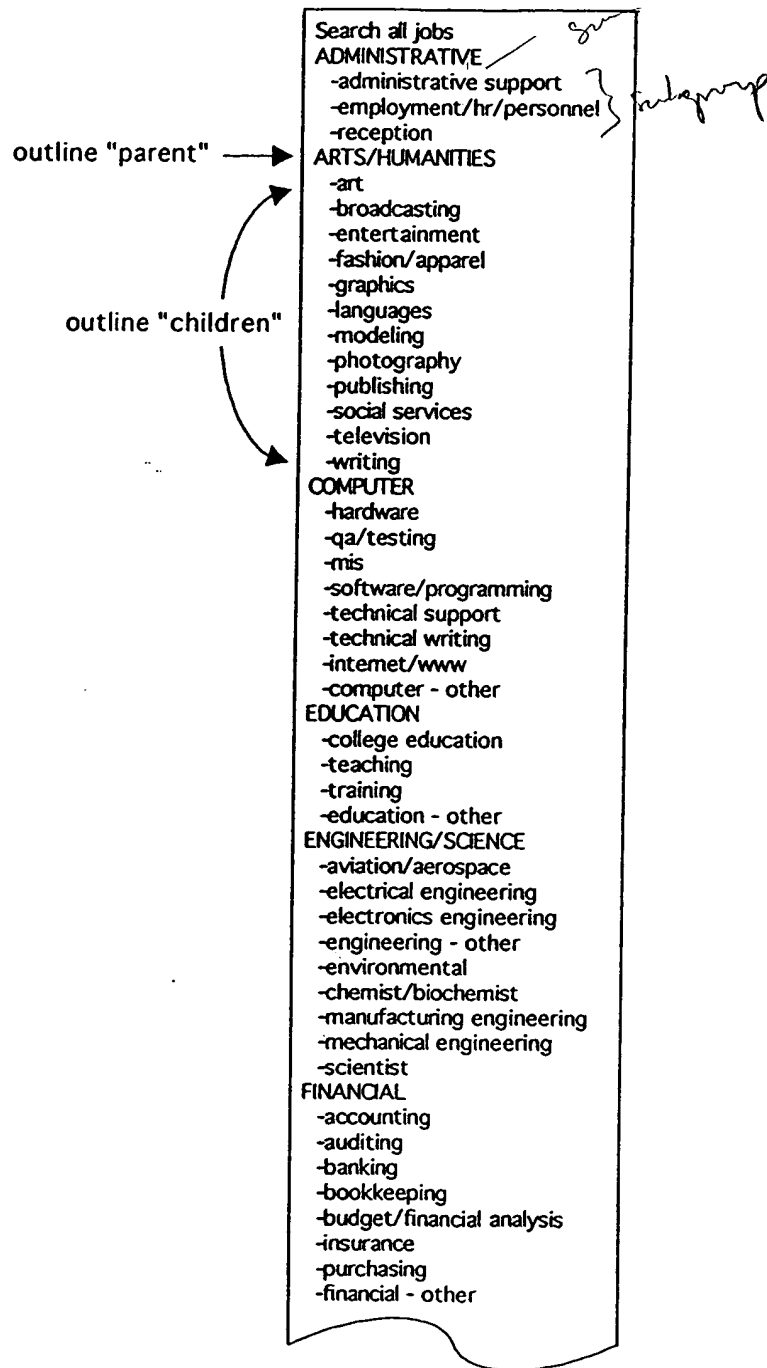 Search all jobs
ADMINISTRATIVE
-administrative support
-employment/hr/personnel
-reception
subgroup
outline "parent"
ARTS/HUMANITIES
-art
-broadcasting
-entertainment
-fashion/apparel
-graphics
-languages
outline "children"
-modeling
-photography
-publishing
-social services
-television
-writing
COMPUTER
-hardware
-qa/testing
-mis
-software/programming
-technical support
-technical writing
-internet/www
-computer - other
EDUCATION
-college education
-teaching
-training
-education - other
ENGINEERING/SCIENCE
-aviation/aerospace
-electrical engineering
-electronics engineering
-engineering - other
-environmental
-chemist/biochemist
-manufacturing engineering
-mechanical engineering
-scientist
FINANCIAL
-accounting
-auditing
-banking
-bookkeeping
-budget/financial analysis
-insurance
-purchasing
-financial - other